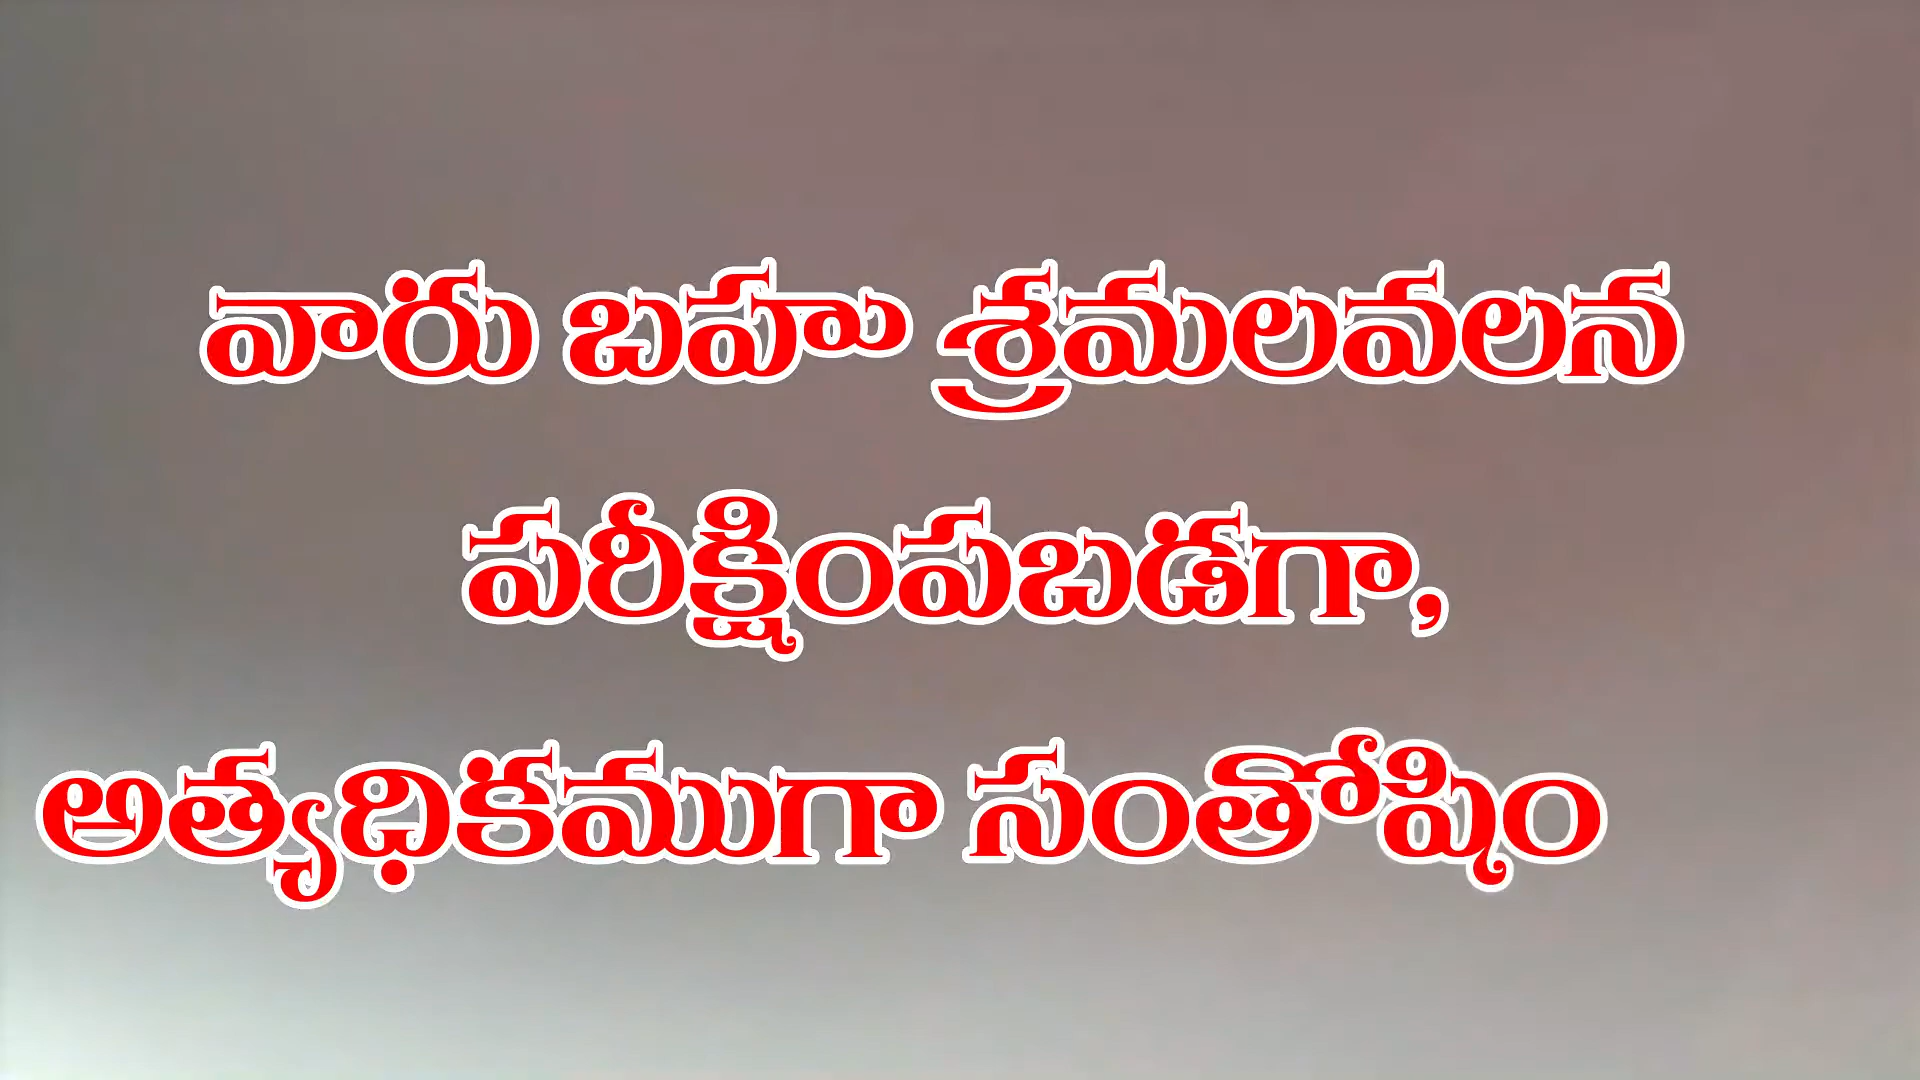 వారు బహు శ్రమలవలన
పరీక్షింపబడగా,
అత్యధికముగా సంతోషిం